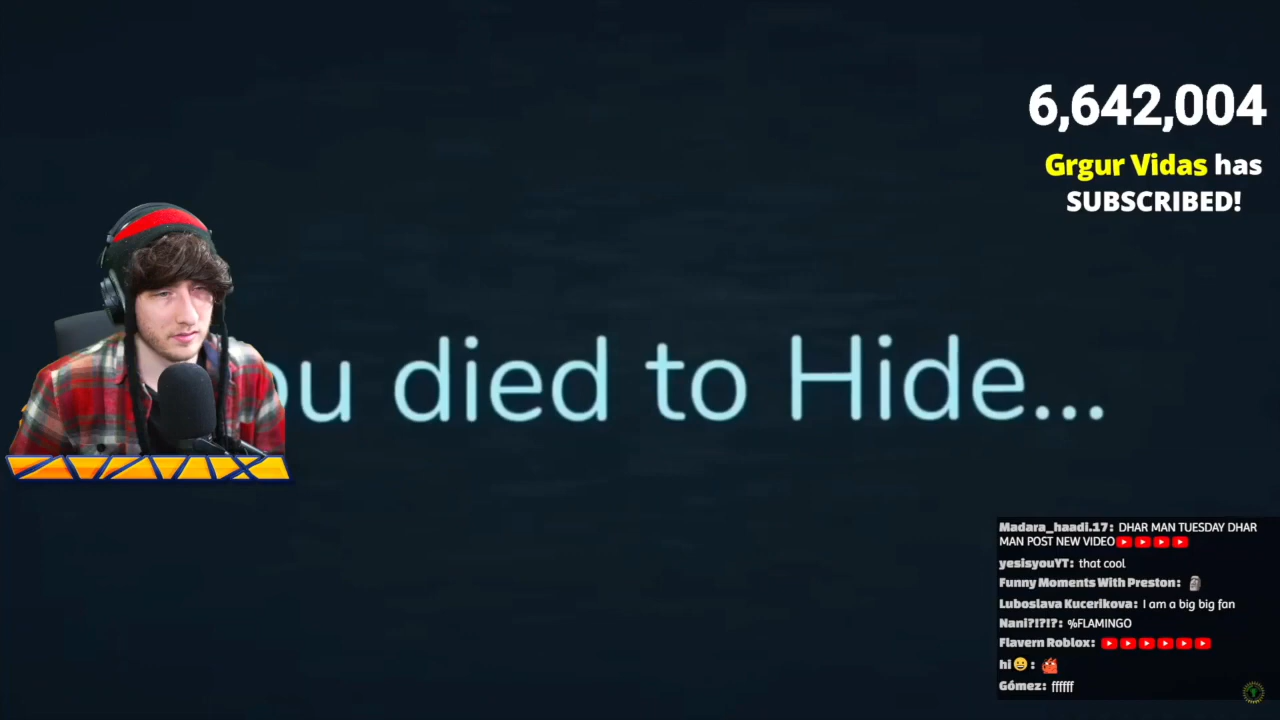 6,642,004
Grgur Vidas has
SUBSCRIBED!
ou died to Hide...
Madara_haadi.17: DHAR MAN TUESDAY DHAR
MAN POST NEW VIDEO
yesisyouYT: that cool
Funny Moments With Preston:
Luboslava Kucerikova: I am a big big fan
Nani?!?!?: %FLAMINGO
Flavern Roblox:
hi😀:
Gómez: ffffff